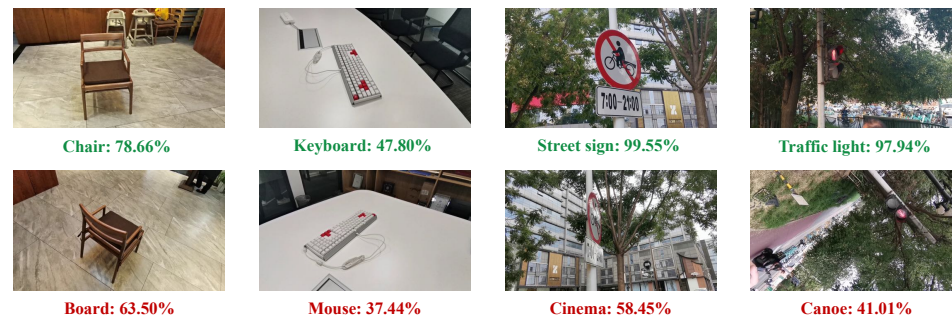 7:00-21:00
Chair: 78.66%
Keyboard: 47.80%
Street sign: 99.55%
Traffic light: 97.94%
Board: 63.50%
Mouse: 37.44%
Cinema: 58.45%
Canoe: 41.01%